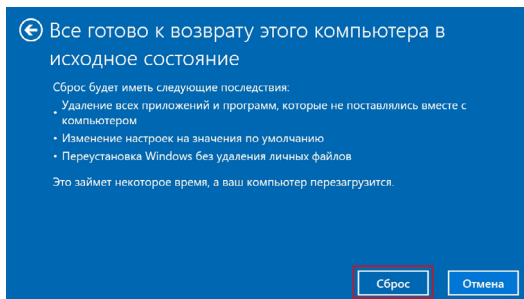 Все готово к возврату этого компьютера в
исходное состояние
Сброс будет иметь следующие последствия:
• Удаление всех приложений и программ, которые не поставлялись вместе с
компьютером
• Изменение настроек на значения по умолчанию
• Переустановка Windows без удаления личных файлов
Это займет некоторое время, а ваш компьютер перезагрузится.
Сброс
Отмена